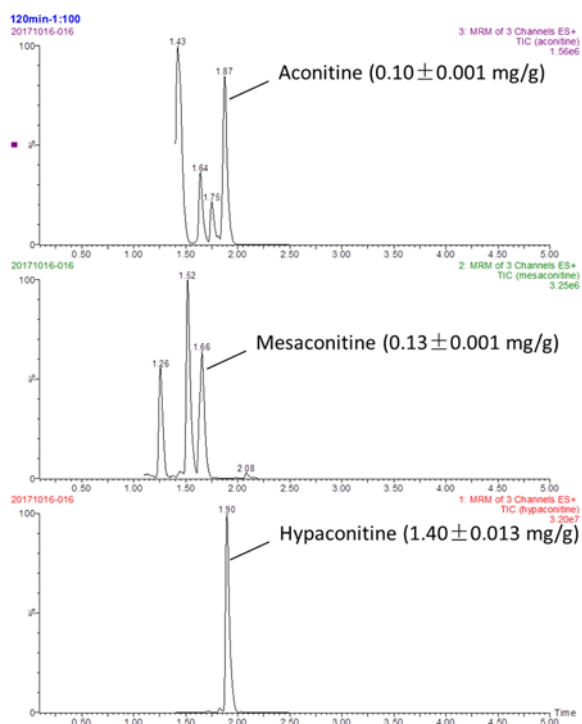 120min-1:100
20171016-016
3: MRM of 3 Channels ES+
TIC (aconitine)
1.56e6
100
1.43
1.87
Aconitine (0.10±0.001 mg/g)
%
1.64
1.75
0
0.50 1.00 1.50 2.00 2.50 3.00 3.50 4.00 4.50 5.00
20171016-016
2: MRM of 3 Channels ES+
TIC (mesaconitine)
3.25e6
100
1.52
Mesaconitine (0.13±0.001 mg/g)
1.66
1.26
%
2.08
0
0.50 1.00 1.50 2.00 2.50 3.00 3.50 4.00 4.50 5.00
20171016-016
1: MRM of 3 Channels ES+
TIC (hypaconitine)
3.20e7
100
1.90
Hypaconitine (1.40±0.013 mg/g)
%
0
Time
0.50 1.00 1.50 2.00 2.50 3.00 3.50 4.00 4.50 5.00